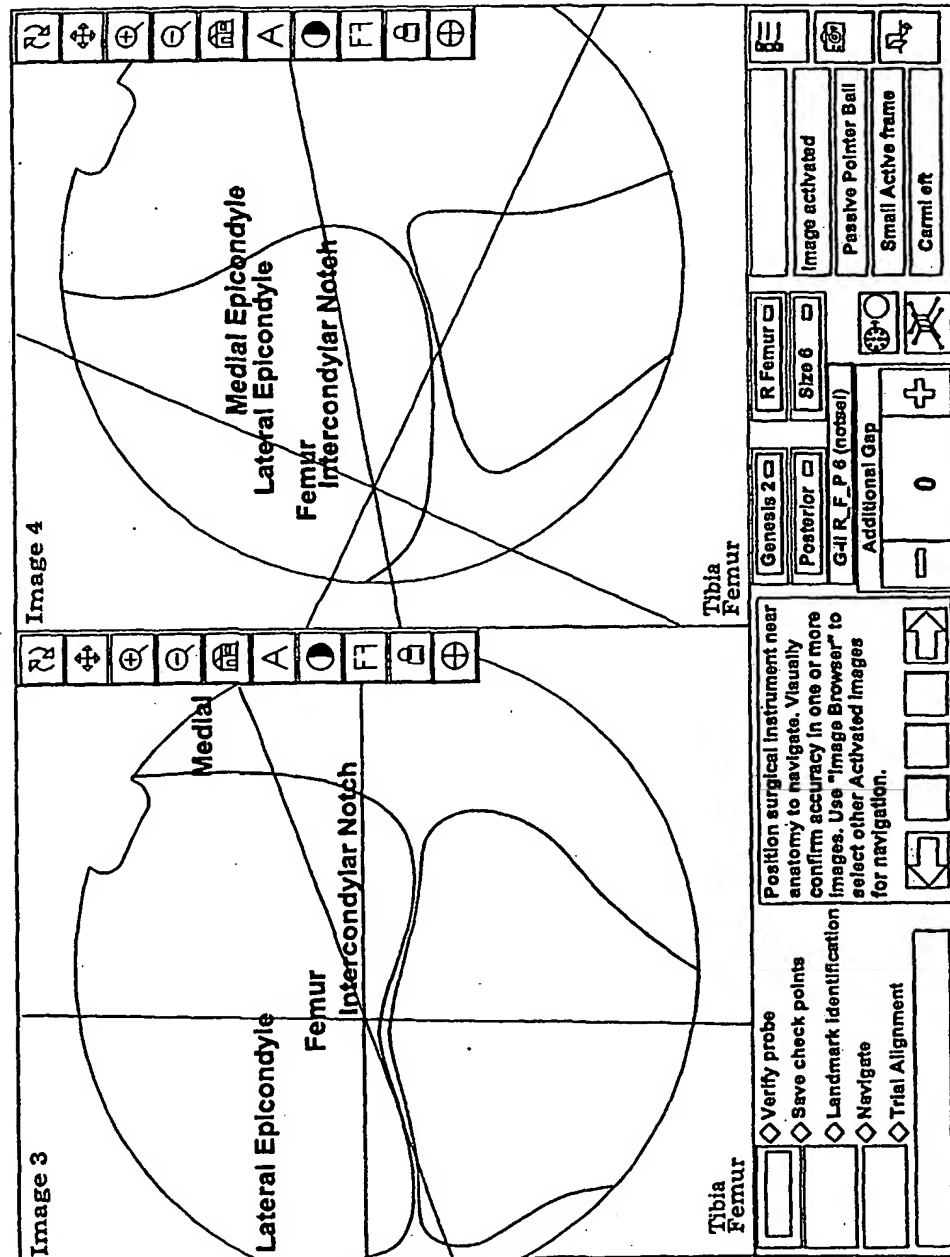 Image 3
Medial
Lateral Epicondyle
Femur
Intercondylar Notch
Tibia
Femur
A
Image 4
Medial Epicondyle
Lateral Epicondyle
Femur
Intercondylar Notch
Tibia
Femur
A
Verify probe
Save check points
Landmark identification
Navigate
Trial Alignment
Position surgical instrument near
anatomy to navigate. Visually
confirm accuracy in one or more
images. Use "Image Browser" to
select other Activated images
for navigation.
Genesis 2
R Femur
Posterior
Size 6
G-II R_F_P 6 (notsel)
Additional Gap
0
Image activated
Passive Pointer Ball
Small Active frame
Carml eft